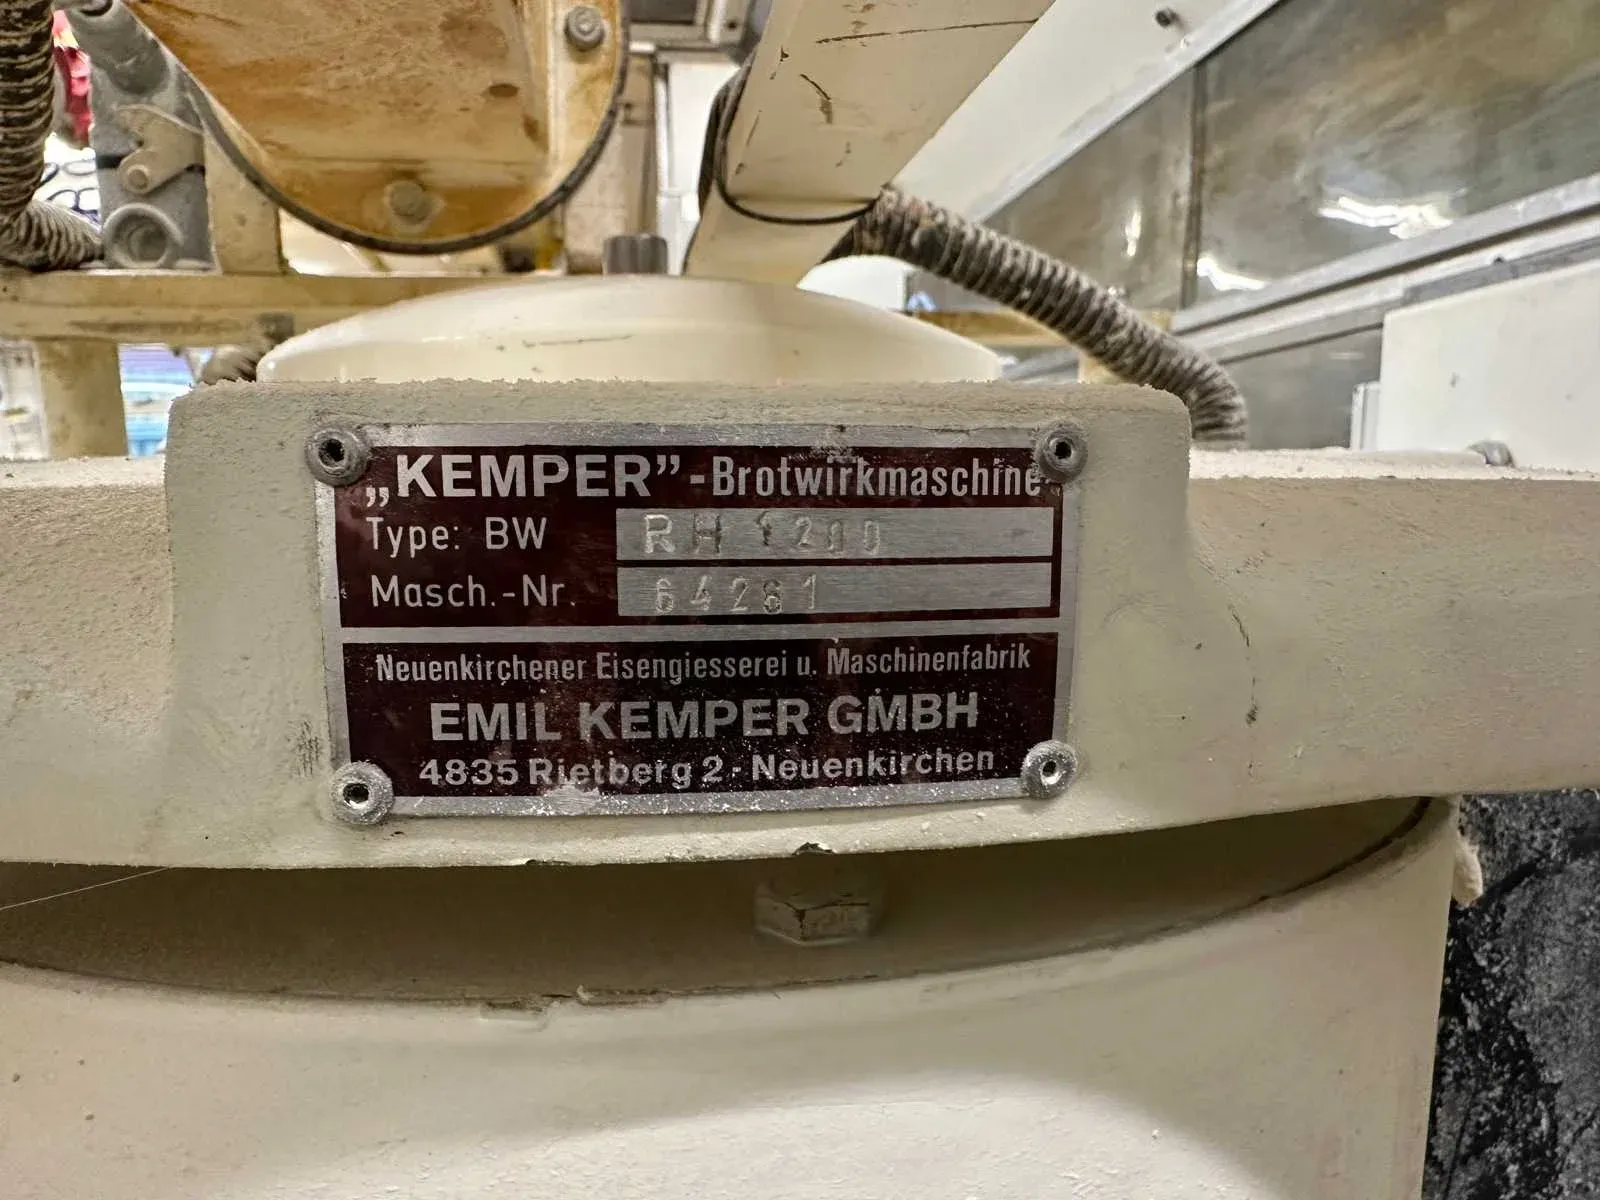 „KEMPER”-Brotwirkmaschine
Type: BW RH 1200
Masch.-Nr. 64281
Neuenkirchener Eisengiesserei u. Maschinenfabrik
EMIL KEMPER GMBH
4835 Rietberg 2-Neuenkirchen